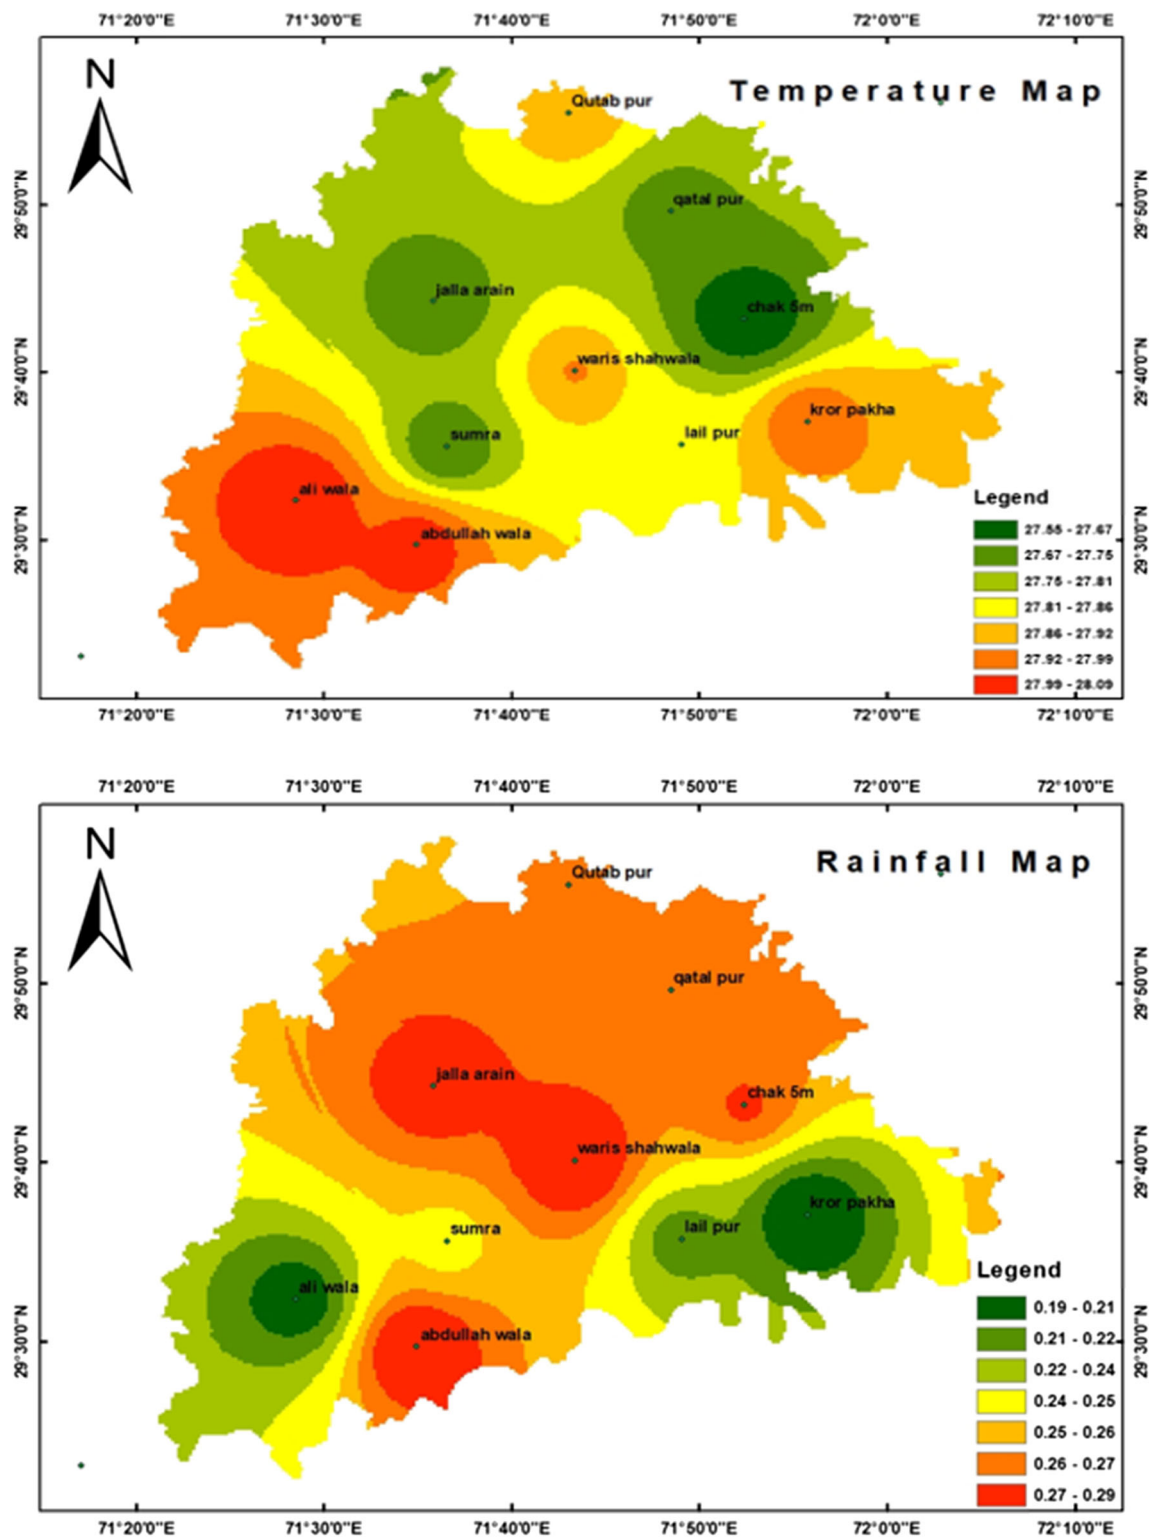 71°20'0"E 71°30'0"E 71°40'0"E 71°50'0"E 72°0'0"E 72°10'0"E
N
Temperature Map
Qutab pur
29°50'0"N 29°50'0"N
qatal pur
jalla arain
chak 5m
waris shahwala
29°40'0"N 29°40'0"N
kror pakha
sumra
lail pur
ali wala
Legend
abdullah wala
29°30'0"N 29°30'0"N
27.55 - 27.67
27.67 - 27.75
27.75 - 27.81
27.81 - 27.86
27.86 - 27.92
27.92 - 27.99
27.99 - 28.09
71°20'0"E 71°30'0"E 71°40'0"E 71°50'0"E 72°0'0"E 72°10'0"E
71°20'0"E 71°30'0"E 71°40'0"E 71°50'0"E 72°0'0"E 72°10'0"E
N
Rainfall Map
Qutab pur
qatal pur
29°50'0"N 29°50'0"N
jalla arain
chak 5m
waris shahwala
29°40'0"N 29°40'0"N
kror pakha
sumra
lail pur
Legend
ali wala
abdullah wala
29°30'0"N 29°30'0"N
0.19 - 0.21
0.21 - 0.22
0.22 - 0.24
0.24 - 0.25
0.25 - 0.26
0.26 - 0.27
0.27 - 0.29
71°20'0"E 71°30'0"E 71°40'0"E 71°50'0"E 72°0'0"E 72°10'0"E